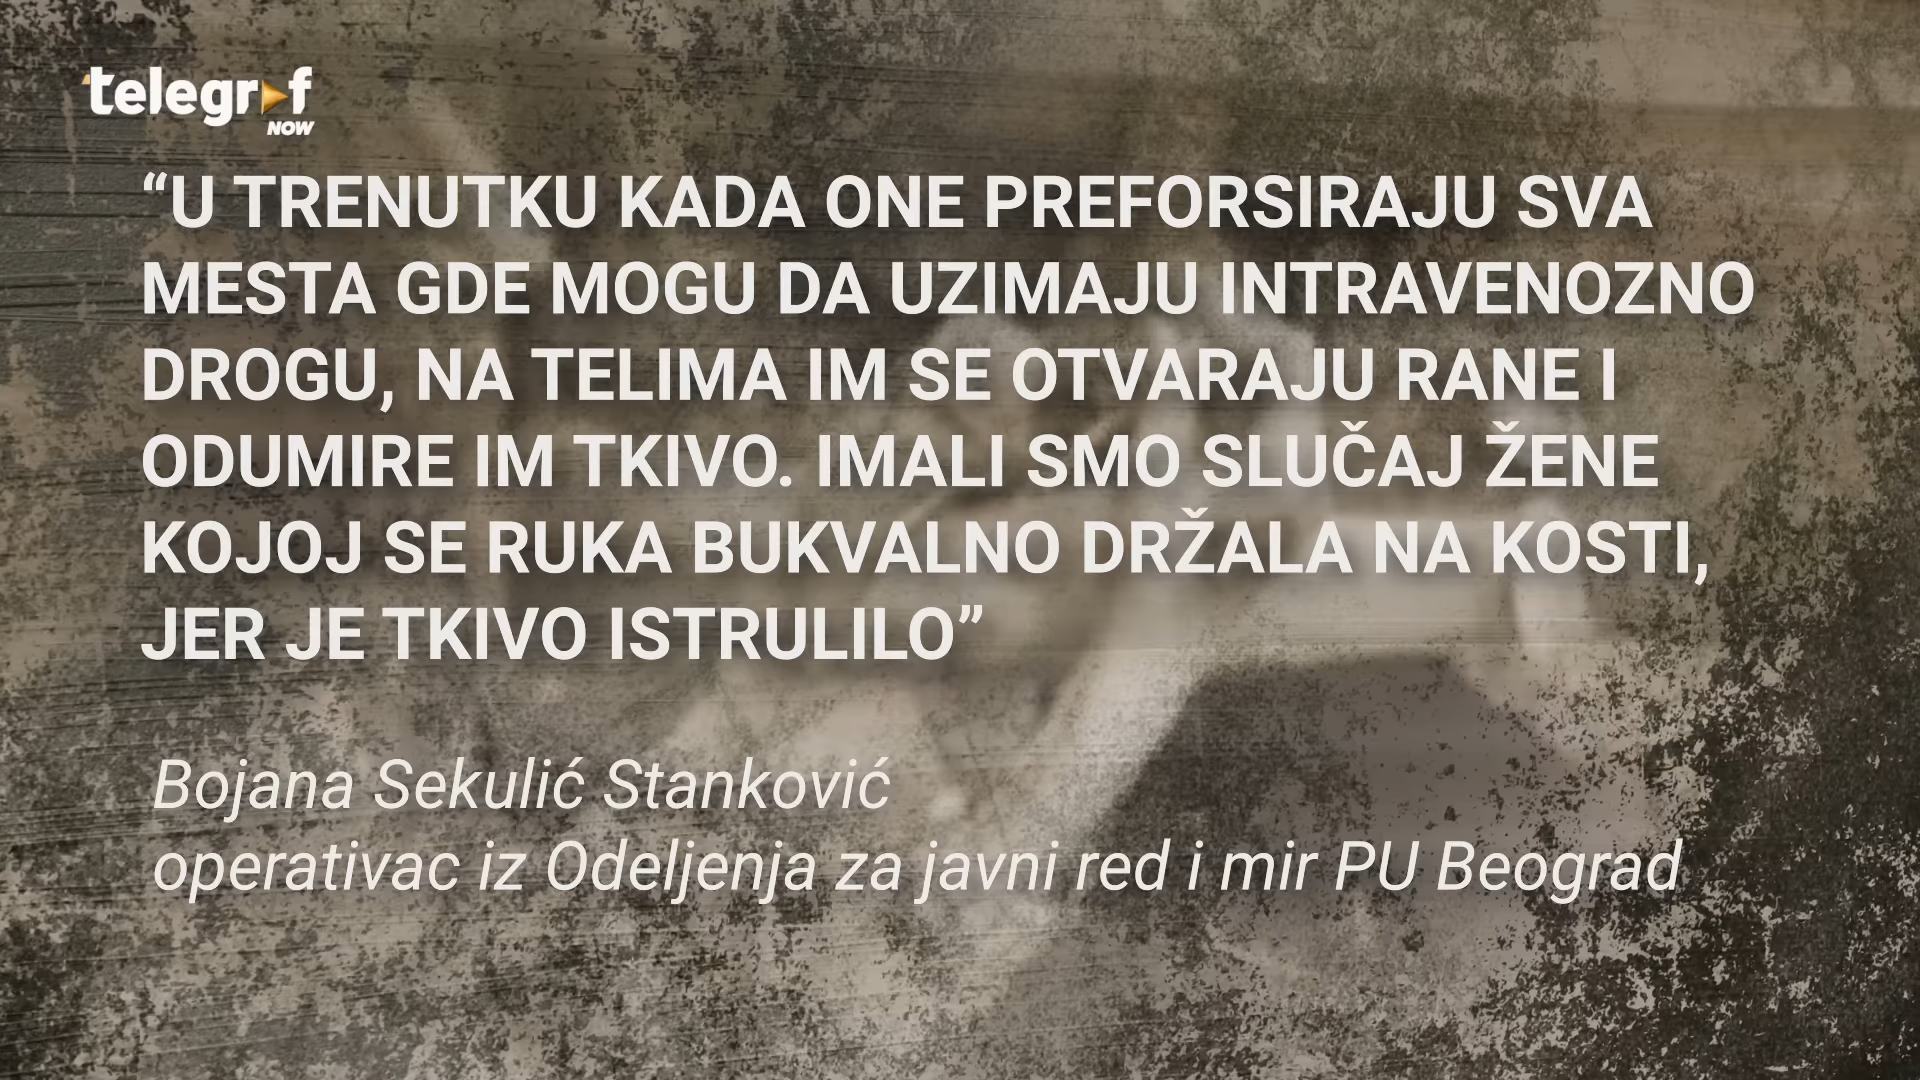 telegraf
NOW
“U TRENUTKU KADA ONE PREFORSIRAJU SVA
MESTA GDE MOGU DA UZIMAJU INTRAVENOZNO
DROGU, NA TELIMA IM SE OTVARAJU RANE I
ODUMIRE IM TKIVO. IMALI SMO SLUČAJ ŽENE
KOJOJ SE RUKA BUKVALNO DRŽALA NA KOSTI,
JER JE TKIVO ISTRULILO”
Bojana Sekulić Stanković
operativac iz Odeljenja za javni red i mir PU Beograd